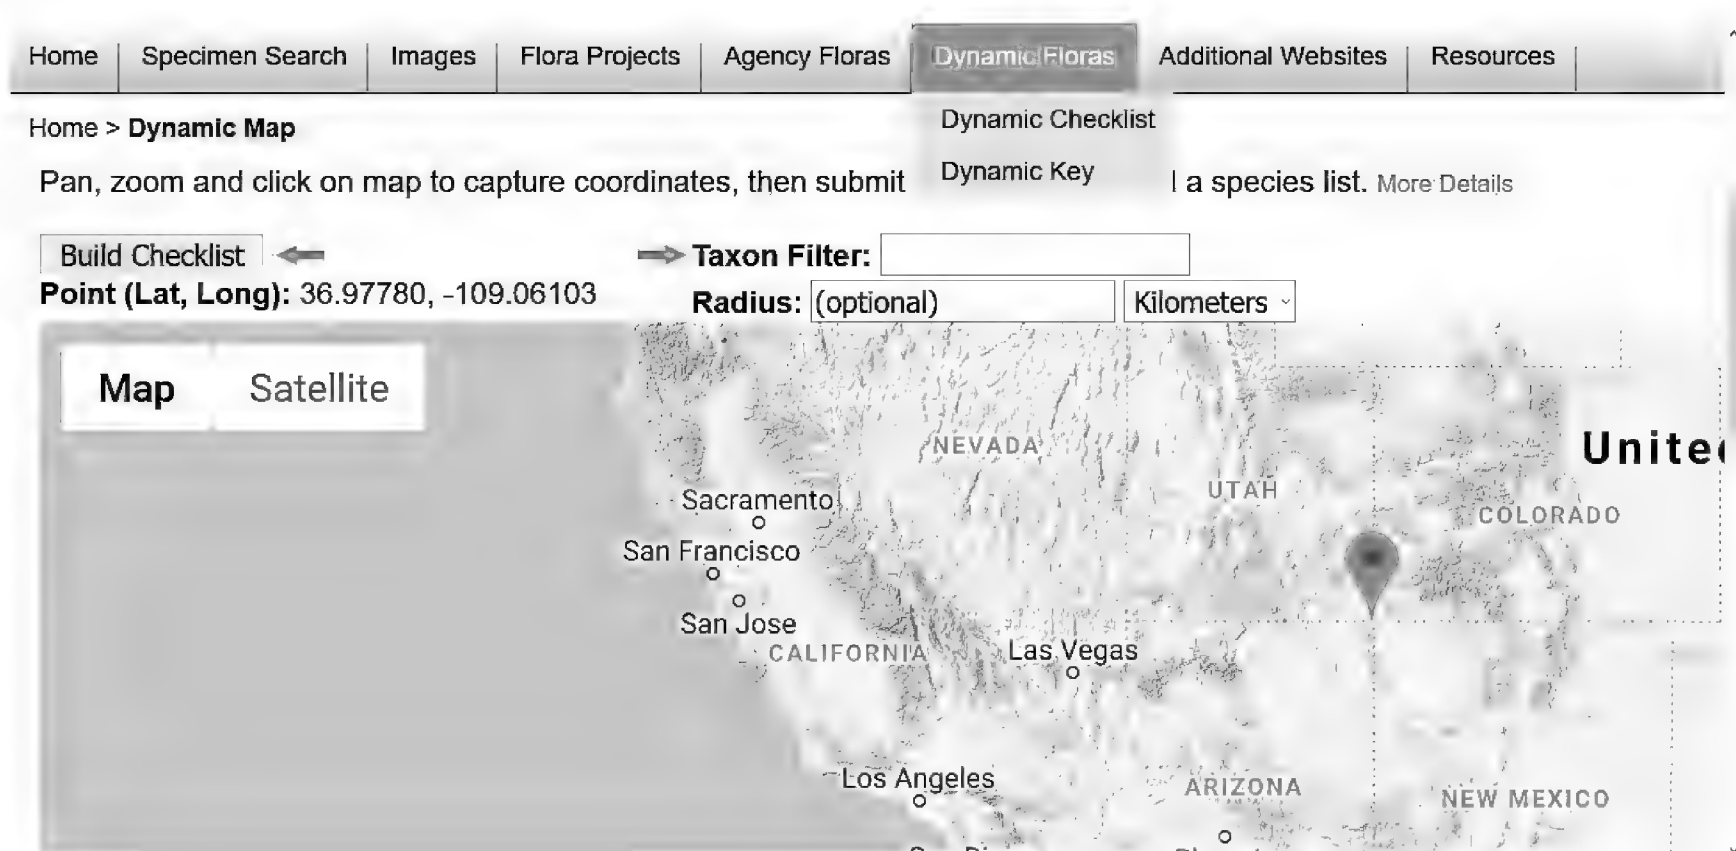 Home Specimen Search Images Flora Projects Agency Floras Dynamic Floras Additional Websites Resources
Dynamic Checklist
Dynamic Key
Home > Dynamic Map
Pan, zoom and click on map to capture coordinates, then submit
a species list. More Details
Build Checklist
Taxon Filter:
Point (Lat, Long): 36.97780, -109.06103
Radius: (optional) Kilometers
Map Satellite
NEVADA
United
UTAH
COLORADO
Sacramento
San Francisco
San Jose
CALIFORNIA
Las Vegas
Los Angeles
ARIZONA
NEW MEXICO